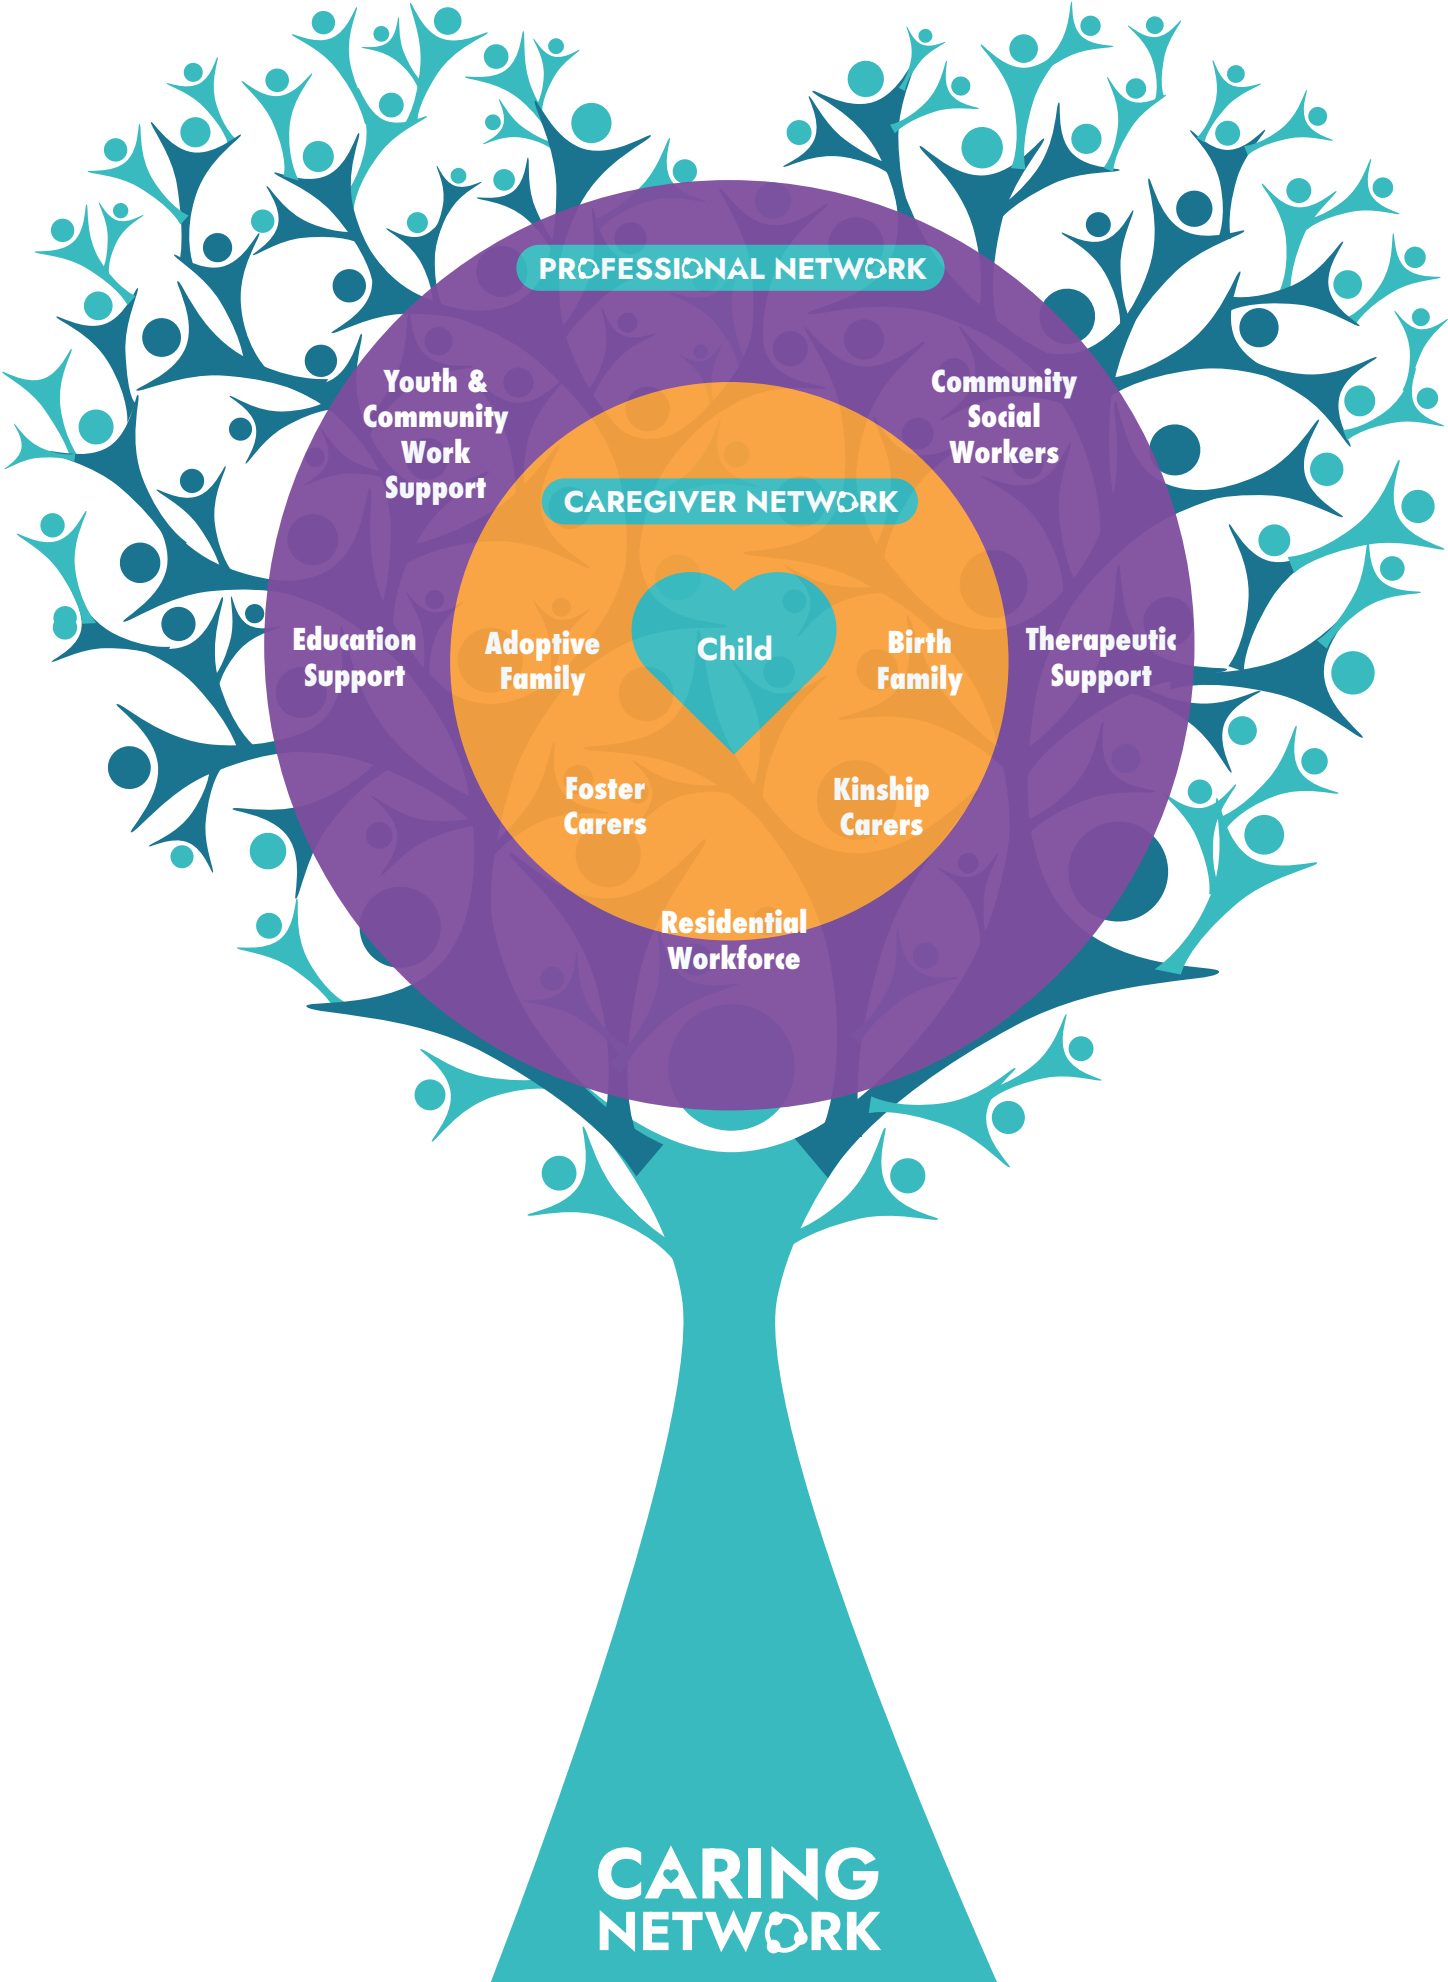 PROFESSIONAL NETWORK
Youth &
Community
Work
Support
Community
Social
Workers
CAREGIVER NETWORK
Education
Support
Adoptive
Family
Child
Birth
Family
Therapeutic
Support
Foster
Carers
Kinship
Carers
Residential
Workforce
CARING
NETWORK